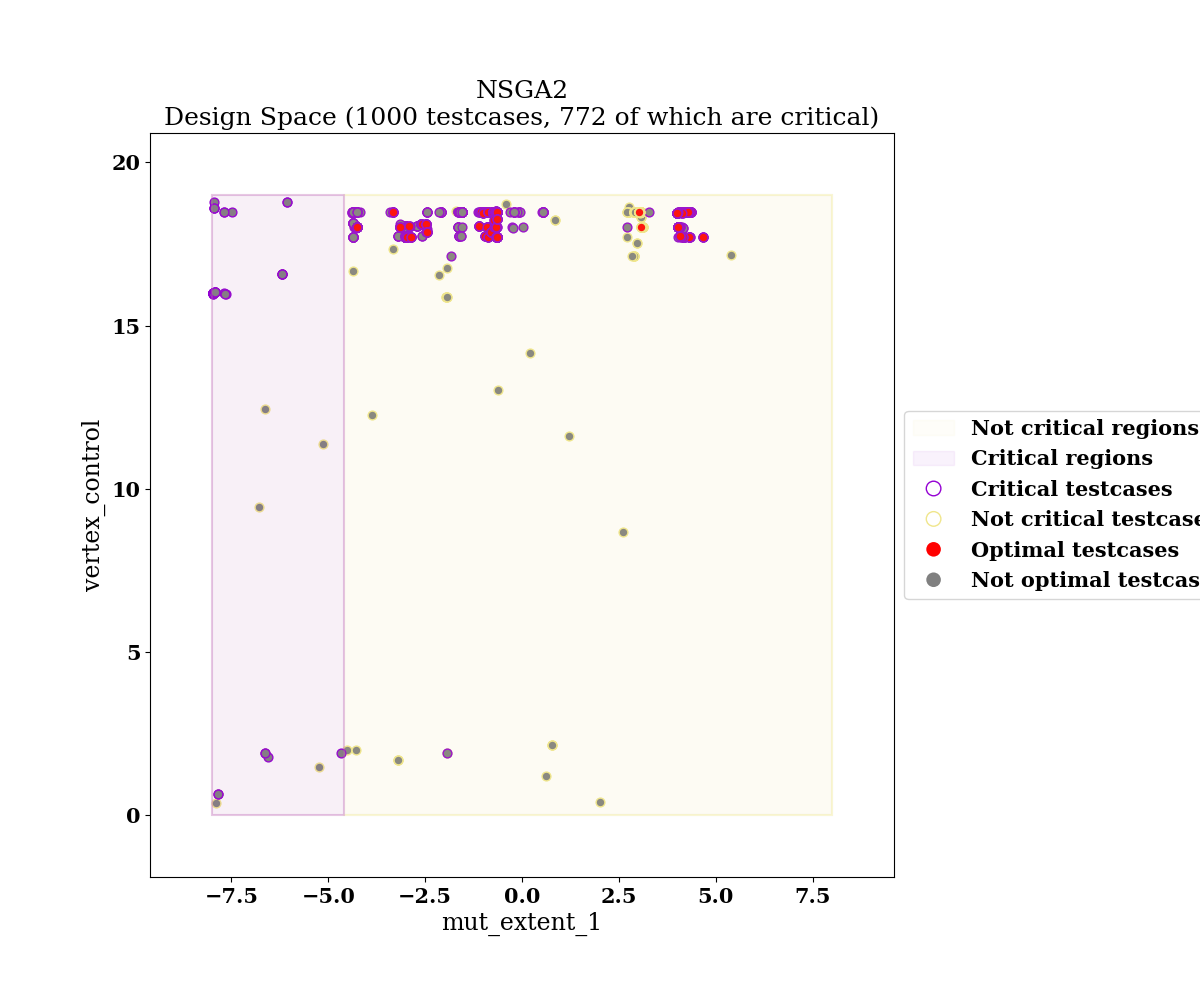 NSGA2
Design Space (1000 testcases, 772 of which are critical)
20
15
10
5
0
vertex_control
−7.5 −5.0 −2.5 0.0 2.5 5.0 7.5
mut_extent_1
Not critical regions
Critical regions
Critical testcases
Not critical testcase
Optimal testcases
Not optimal testcas